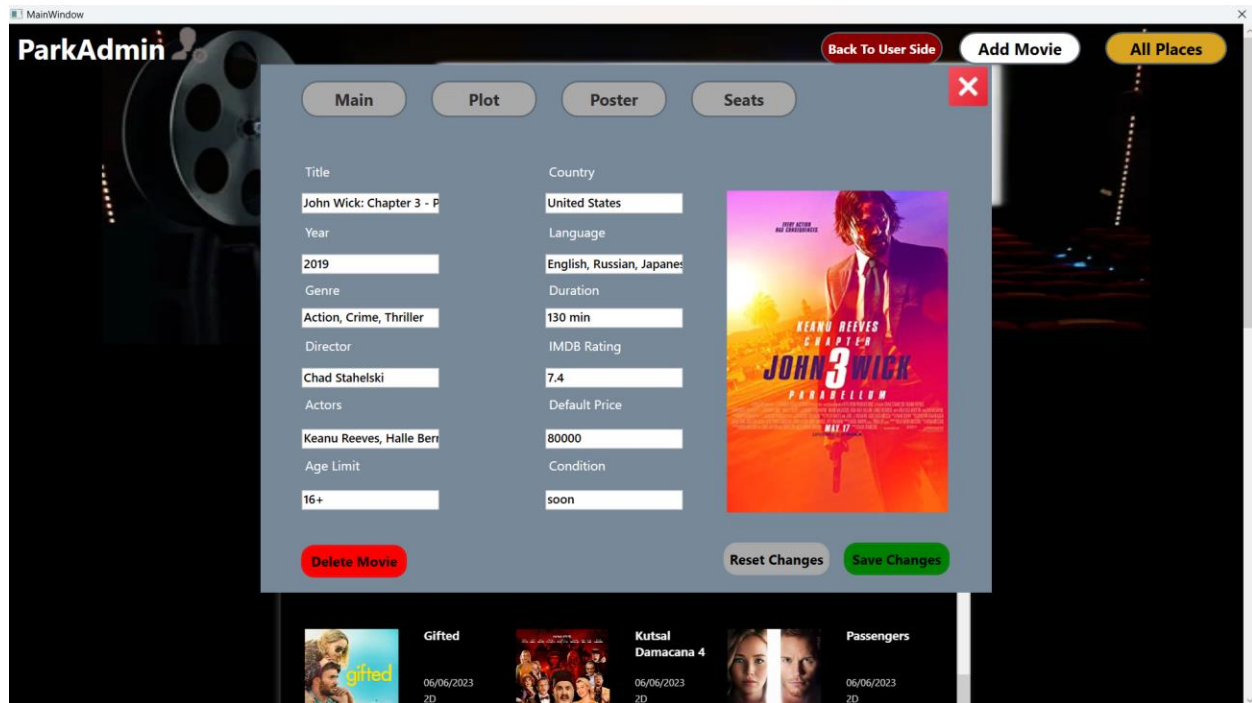 MainWindow
ParkAdmin
Back To User Side
Add Movie
All Places
Main
Plot
Poster
Seats
Title
Country
John Wick: Chapter 3 - P
United States
Year
Language
2019
English, Russian, Japanes
Genre
Duration
Action, Crime, Thriller
130 min
Director
IMDB Rating
Chad Stahelski
7.4
Actors
Default Price
Keanu Reeves, Halle Berr
80000
Age Limit
Condition
16+
soon
EVERY ACTION
HAS CONSEQUENCES
KEANU REEVES
CHAPTER
JOHN 3 WICK
PARABELLUM
MAY 17
Delete Movie
Reset Changes
Save Changes
gifted
Gifted
06/06/2023
2D
Kutsal
Damacana 4
06/06/2023
2D
Passengers
06/06/2023
2D